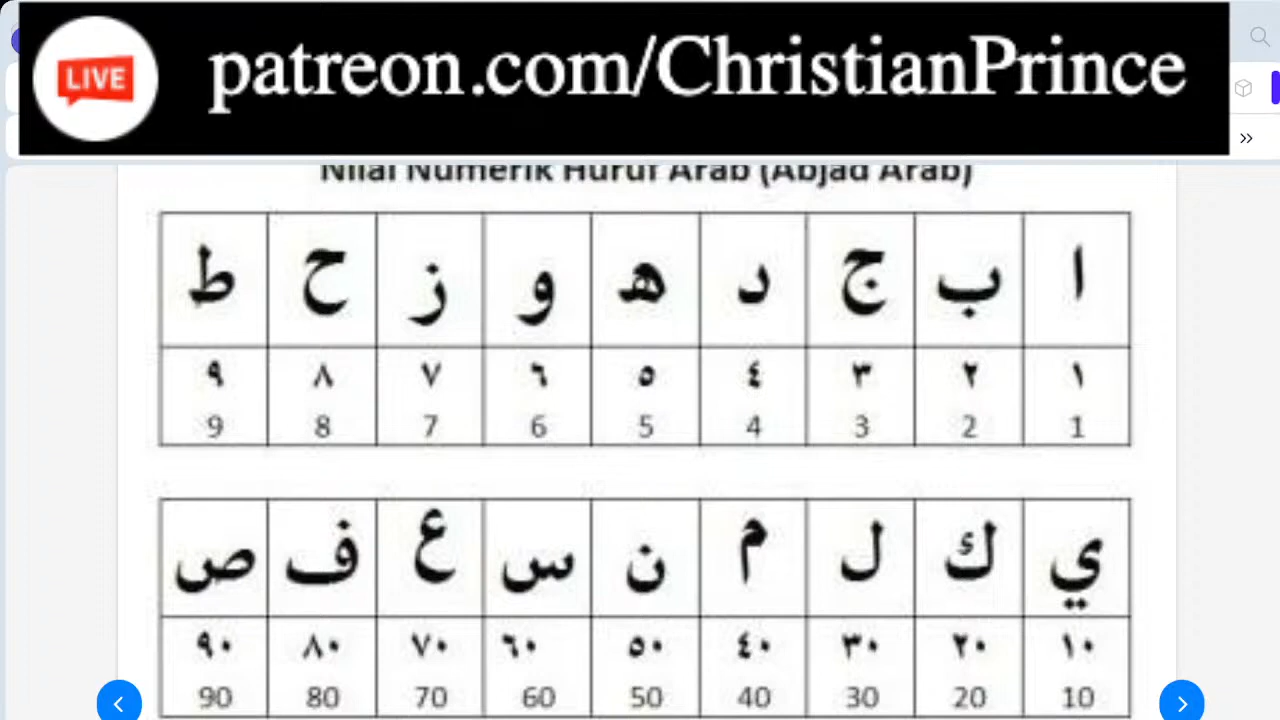 LIVE
patreon.com/ChristianPrince
Nilai Numerik Huruf Arab (Abjad Arab)
ا ب ج د ه و ز ح ط
١ ٢ ٣ ٤ ٥ ٦ ٧ ٨ ٩
1 2 3 4 5 6 7 8 9
ي ك ل م ن س ع ف ص
١٠ ٢٠ ٣٠ ٤٠ ٥٠ ٦٠ ٧٠ ٨٠ ٩٠
10 20 30 40 50 60 70 80 90